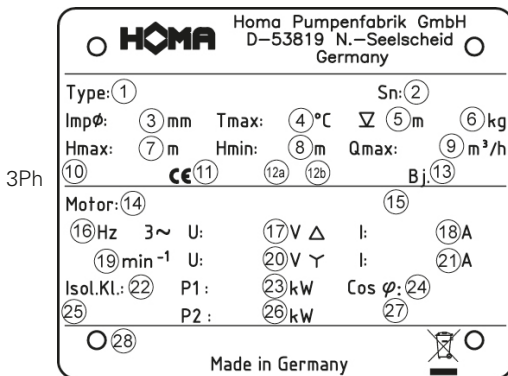 HOMA
Homa Pumpenfabrik GmbH
D-53819 N.-Seelscheid
Germany
Type: 1 Sn: 2
Impø: 3 mm Tmax: 4 °C 5 m 6 kg
Hmax: 7 m Hmin: 8 m Qmax: 9 m³/h
3Ph
10 CE 11 12a 12b Bj. 13
Motor: 14 15
16 Hz 3~ U: 17 V △ I: 18 A
19 min⁻¹ U: 20 V Y I: 21 A
Isol.Kl.: 22 P1: 23 kW Cos φ: 24
25 P2: 26 kW 27
28
Made in Germany